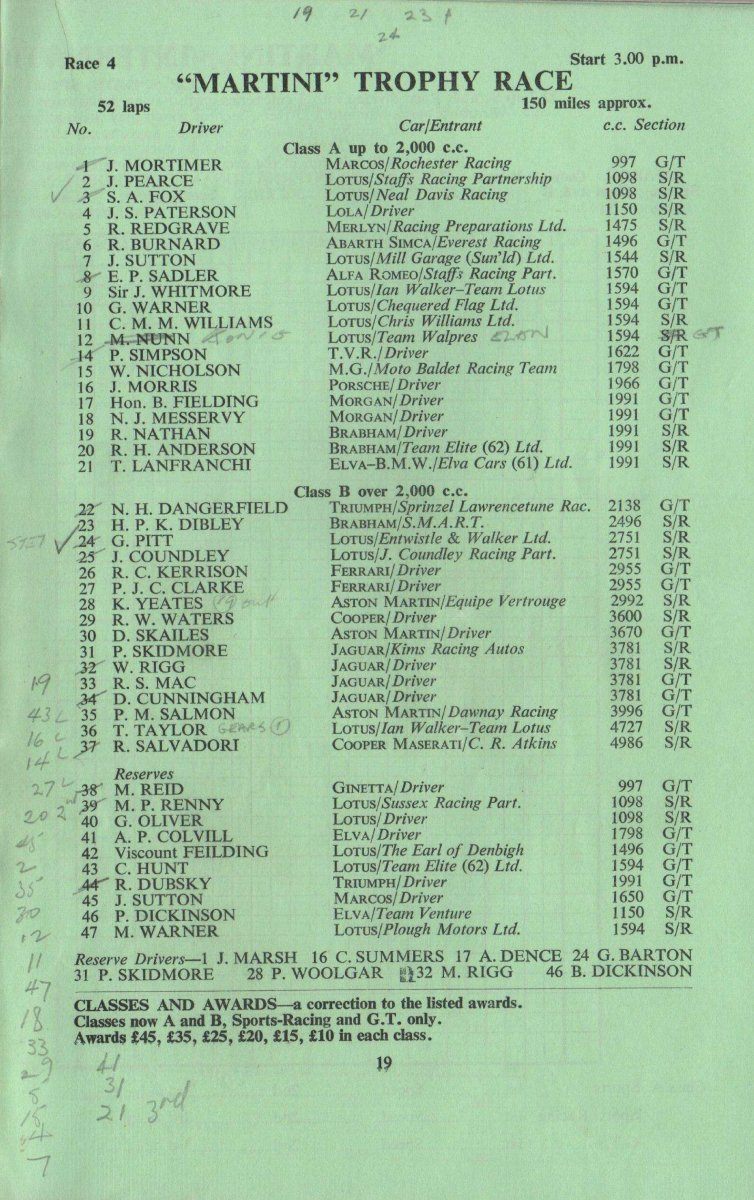 19 21 23
24
Race 4 Start 3.00 p.m.
“MARTINI” TROPHY RACE
52 laps 150 miles approx.
No. Driver Car/Entrant c.c. Section
Class A up to 2,000 c.c.
1 J. MORTIMER MARCOS/Rochester Racing 997 G/T
2 J. PEARCE LOTUS/Staffs Racing Partnership 1098 S/R
3 S. A. FOX LOTUS/Neal Davis Racing 1098 S/R
4 J. S. PATERSON LOLA/Driver 1150 S/R
5 R. REDGRAVE MERLYN/Racing Preparations Ltd. 1475 S/R
6 R. BURNARD ABARTH SIMCA/Everest Racing 1496 G/T
7 J. SUTTON LOTUS/Mill Garage (Sun'ld) Ltd. 1544 S/R
8 E. P. SADLER ALFA ROMEO/Staffs Racing Part. 1570 G/T
9 Sir J. WHITMORE LOTUS/Ian Walker–Team Lotus 1594 G/T
10 G. WARNER LOTUS/Chequered Flag Ltd. 1594 G/T
11 C. M. M. WILLIAMS LOTUS/Chris Williams Ltd. 1594 S/R
12 M. NUNN LOTUS/Team Walpres ELAN 1594 S/R GT
14 P. SIMPSON T.V.R./Driver 1622 G/T
15 W. NICHOLSON M.G./Moto Baldet Racing Team 1798 G/T
16 J. MORRIS PORSCHE/Driver 1966 G/T
17 Hon. B. FIELDING MORGAN/Driver 1991 G/T
18 N. J. MESSERVY MORGAN/Driver 1991 G/T
19 R. NATHAN BRABHAM/Driver 1991 S/R
20 R. H. ANDERSON BRABHAM/Team Elite (62) Ltd. 1991 S/R
21 T. LANFRANCHI ELVA–B.M.W./Elva Cars (61) Ltd. 1991 S/R
Class B over 2,000 c.c.
22 N. H. DANGERFIELD TRIUMPH/Sprinzel Lawrencetune Rac. 2138 G/T
23 H. P. K. DIBLEY BRABHAM/S.M.A.R.T. 2496 S/R
24 G. PITT LOTUS/Entwistle & Walker Ltd. 2751 S/R
25 J. COUNDLEY LOTUS/J. Coundley Racing Part. 2751 S/R
26 R. C. KERRISON FERRARI/Driver 2955 G/T
27 P. J. C. CLARKE FERRARI/Driver 2955 G/T
28 K. YEATES ASTON MARTIN/Equipe Vertrouge 2992 S/R
29 R. W. WATERS COOPER/Driver 3600 S/R
30 D. SKAILES ASTON MARTIN/Driver 3670 G/T
31 P. SKIDMORE JAGUAR/Kims Racing Autos 3781 S/R
32 W. RIGG JAGUAR/Driver 3781 S/R
19 33 R. S. MAC JAGUAR/Driver 3781 G/T
34 D. CUNNINGHAM JAGUAR/Driver 3781 G/T
43 L 35 P. M. SALMON ASTON MARTIN/Dawnay Racing 3996 G/T
16 L 36 T. TAYLOR GEARS (1) LOTUS/Ian Walker–Team Lotus 4727 S/R
14 L 37 R. SALVADORI COOPER MASERATI/C. R. Atkins 4986 S/R
Reserves
27 L 38 M. REID GINETTA/Driver 997 G/T
20 2nd 39 M. P. RENNY LOTUS/Sussex Racing Part. 1098 S/R
40 G. OLIVER LOTUS/Driver 1098 S/R
41 A. P. COLVILL ELVA/Driver 1798 G/T
42 Viscount FEILDING LOTUS/The Earl of Denbigh 1496 G/T
2 43 C. HUNT LOTUS/Team Elite (62) Ltd. 1594 G/T
35 44 R. DUBSKY TRIUMPH/Driver 1991 G/T
45 J. SUTTON MARCOS/Driver 1650 G/T
30 46 P. DICKINSON ELVA/Team Venture 1150 S/R
12 47 M. WARNER LOTUS/Plough Motors Ltd. 1594 S/R
11 Reserve Drivers—1 J. MARSH 16 C. SUMMERS 17 A. DENCE 24 G. BARTON
31 P. SKIDMORE 28 P. WOOLGAR 32 M. RIGG 46 B. DICKINSON
47
CLASSES AND AWARDS—a correction to the listed awards.
18 Classes now A and B, Sports-Racing and G.T. only.
Awards £45, £35, £25, £20, £15, £10 in each class.
33
19
29 41
5 31
15 21 3rd
4
7